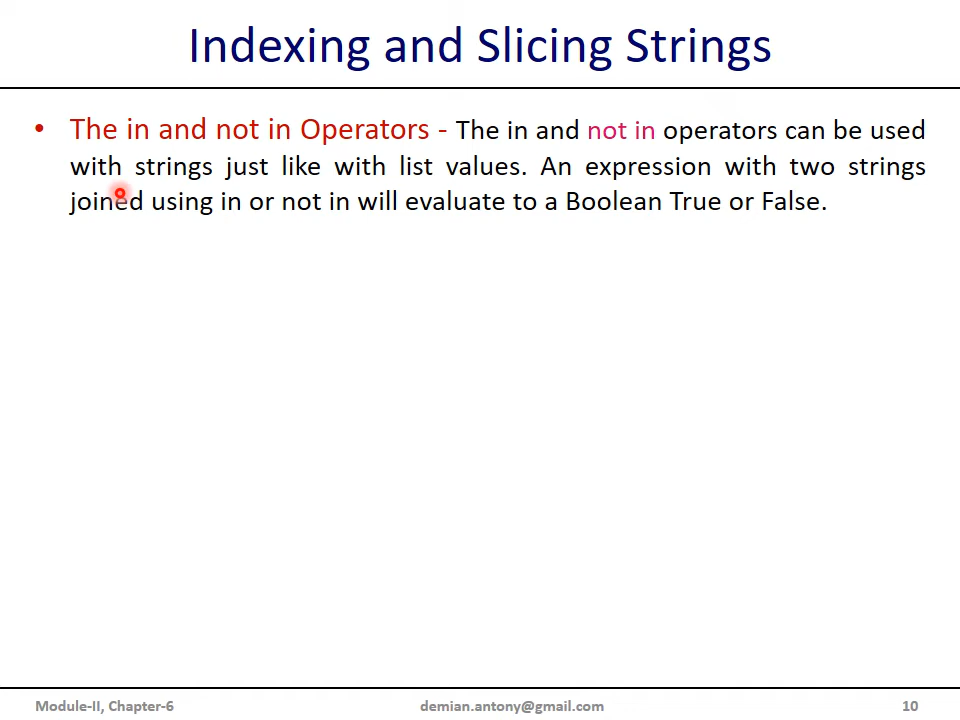 Indexing and Slicing Strings
• The in and not in Operators - The in and not in operators can be used
with strings just like with list values. An expression with two strings
joined using in or not in will evaluate to a Boolean True or False.
Module-II, Chapter-6
demian.antony@gmail.com
10